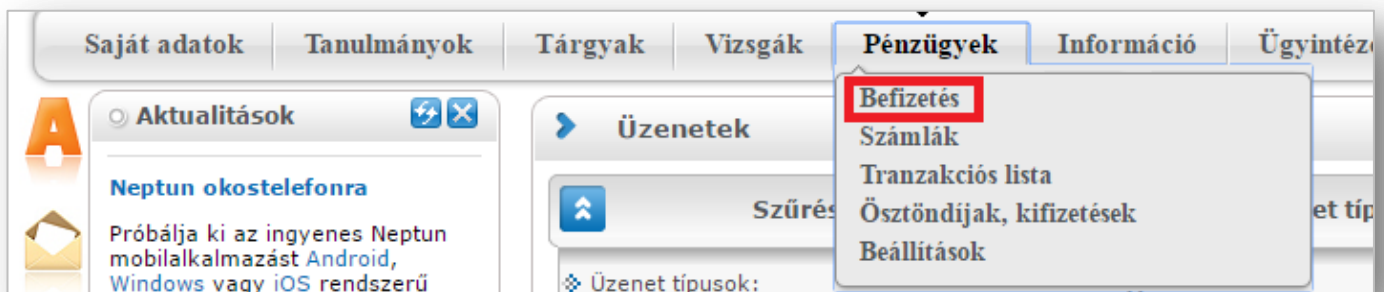 Saját adatok Tanulmányok Tárgyak Vizsgák Pénzügyek Információ
Befizetés
Számlák
Tranzakciós lista
Ösztöndíjak, kifizetések
Beállítások
Aktualitások
Neptun okostelefonra
Próbálja ki az ingyenes Neptun
mobilalkalmazást Android,
Windows vagy iOS rendszerű
Üzenetek
Üzenet típusok: